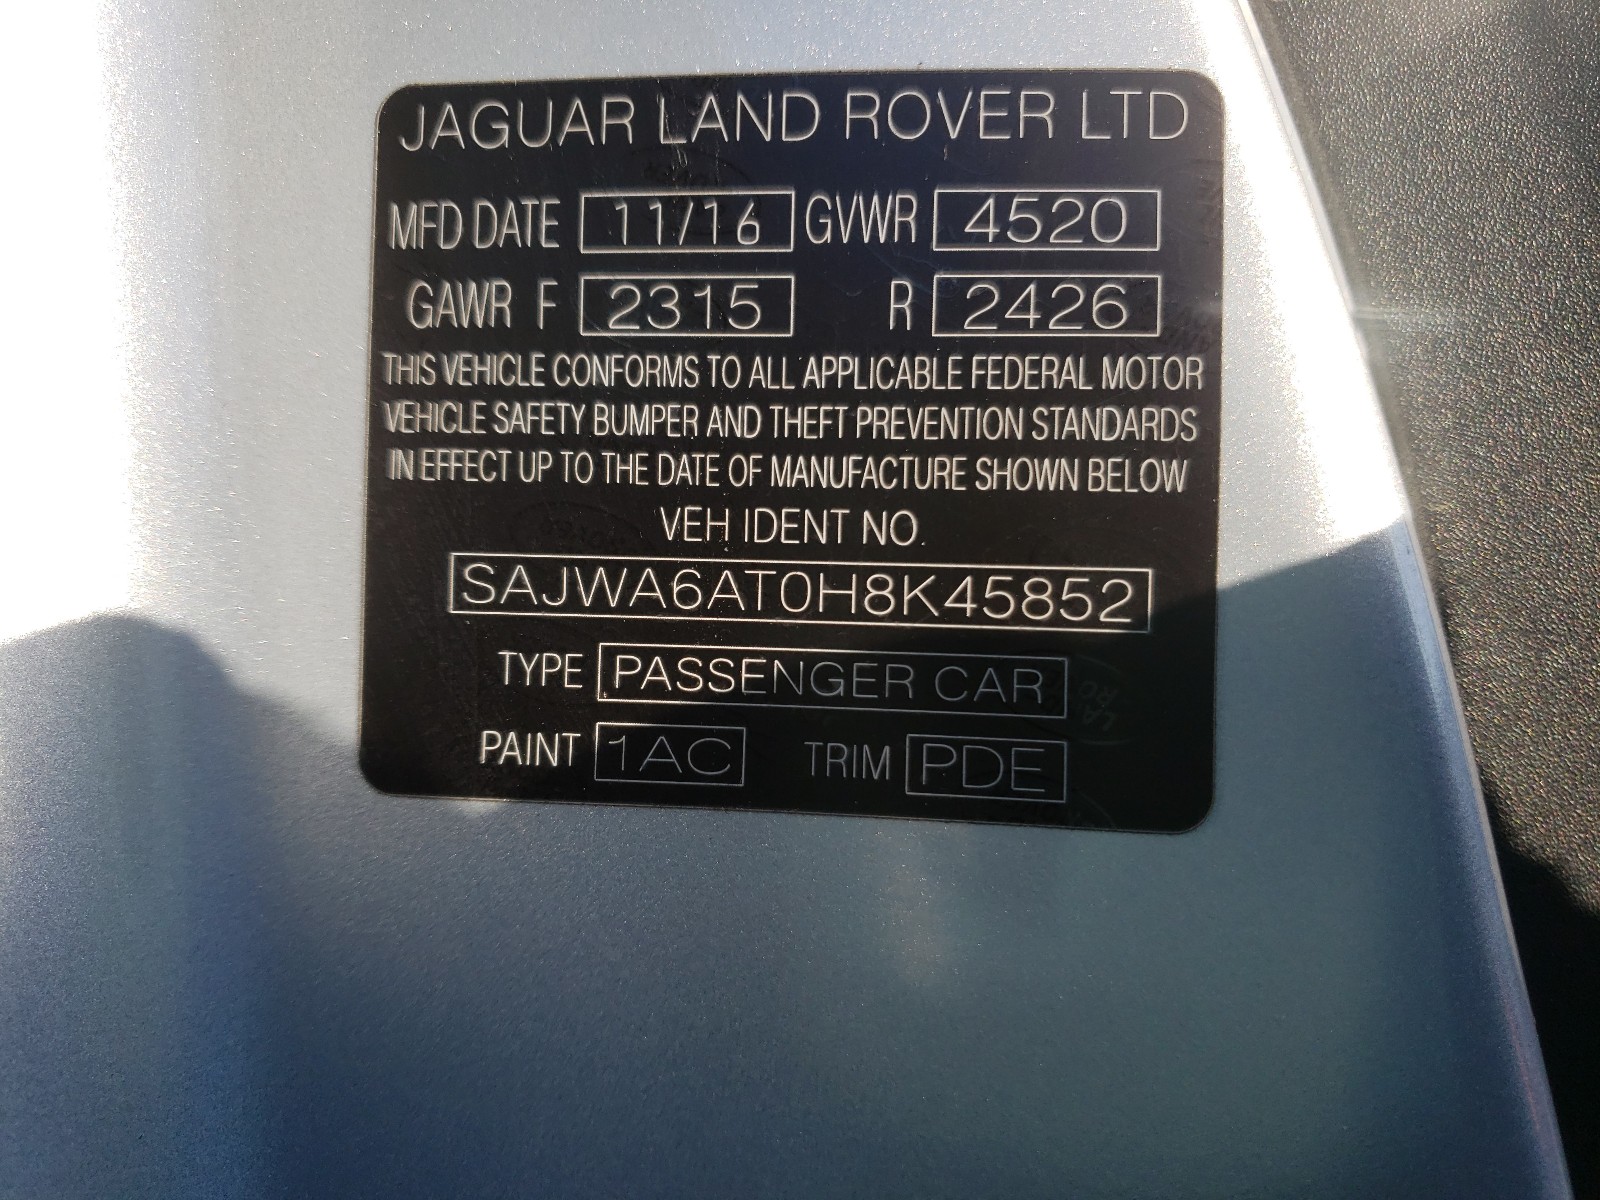 JAGUAR LAND ROVER LTD
MFD DATE 11/16 GVWR 4520
GAWR F 2315 R 2426
THIS VEHICLE CONFORMS TO ALL APPLICABLE FEDERAL MOTOR
VEHICLE SAFETY BUMPER AND THEFT PREVENTION STANDARDS
IN EFFECT UP TO THE DATE OF MANUFACTURE SHOWN BELOW
VEH IDENT NO.
SAJWA6AT0H8K45852
TYPE PASSENGER CAR
PAINT 1AC TRIM PDE